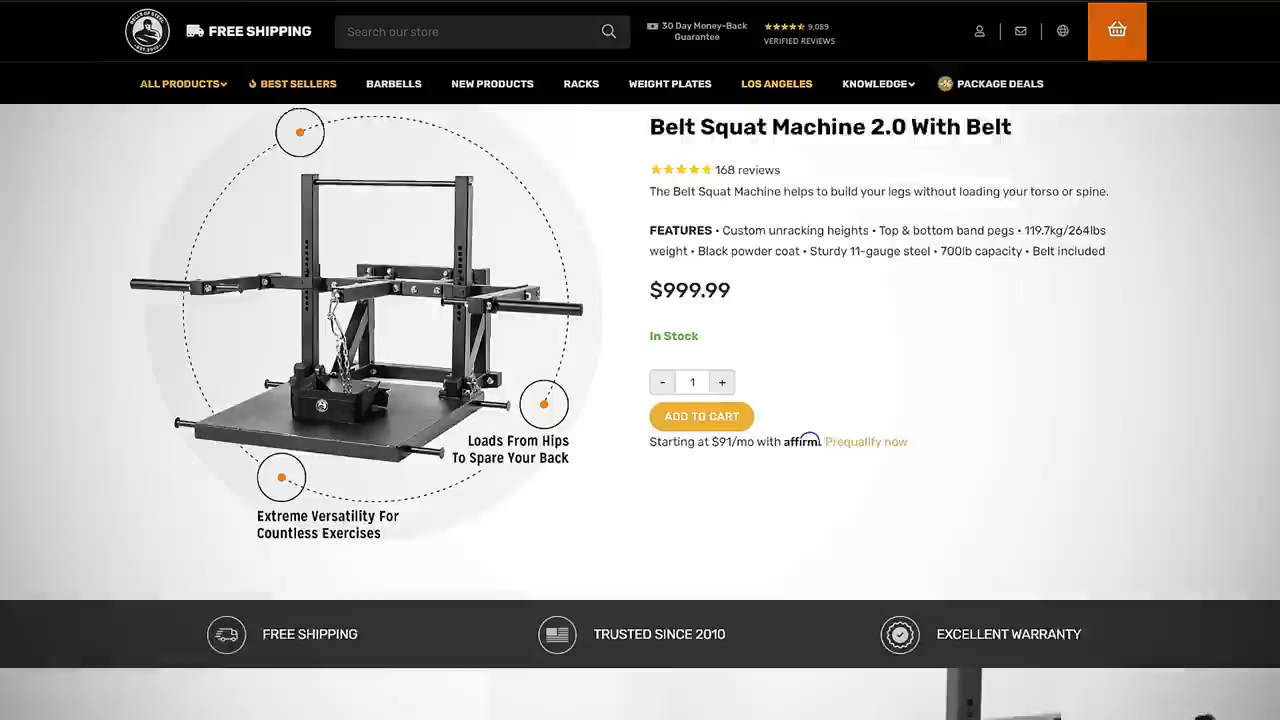 BELLS OF STEEL
EST. 2010
FREE SHIPPING
Search our store
30 Day Money-Back
Guarantee
9,089
VERIFIED REVIEWS
ALL PRODUCTS
BEST SELLERS
BARBELLS
NEW PRODUCTS
RACKS
WEIGHT PLATES
LOS ANGELES
KNOWLEDGE
PACKAGE DEALS
Loads From Hips
To Spare Your Back
Extreme Versatility For
Countless Exercises
Belt Squat Machine 2.0 With Belt
168 reviews
The Belt Squat Machine helps to build your legs without loading your torso or spine.
FEATURES • Custom unracking heights • Top & bottom band pegs • 119.7kg/264lbs
weight • Black powder coat • Sturdy 11-gauge steel • 700lb capacity • Belt included
$999.99
In Stock
- 1 +
ADD TO CART
Starting at $91/mo with affirm. Prequalify now
FREE SHIPPING
TRUSTED SINCE 2010
EXCELLENT WARRANTY